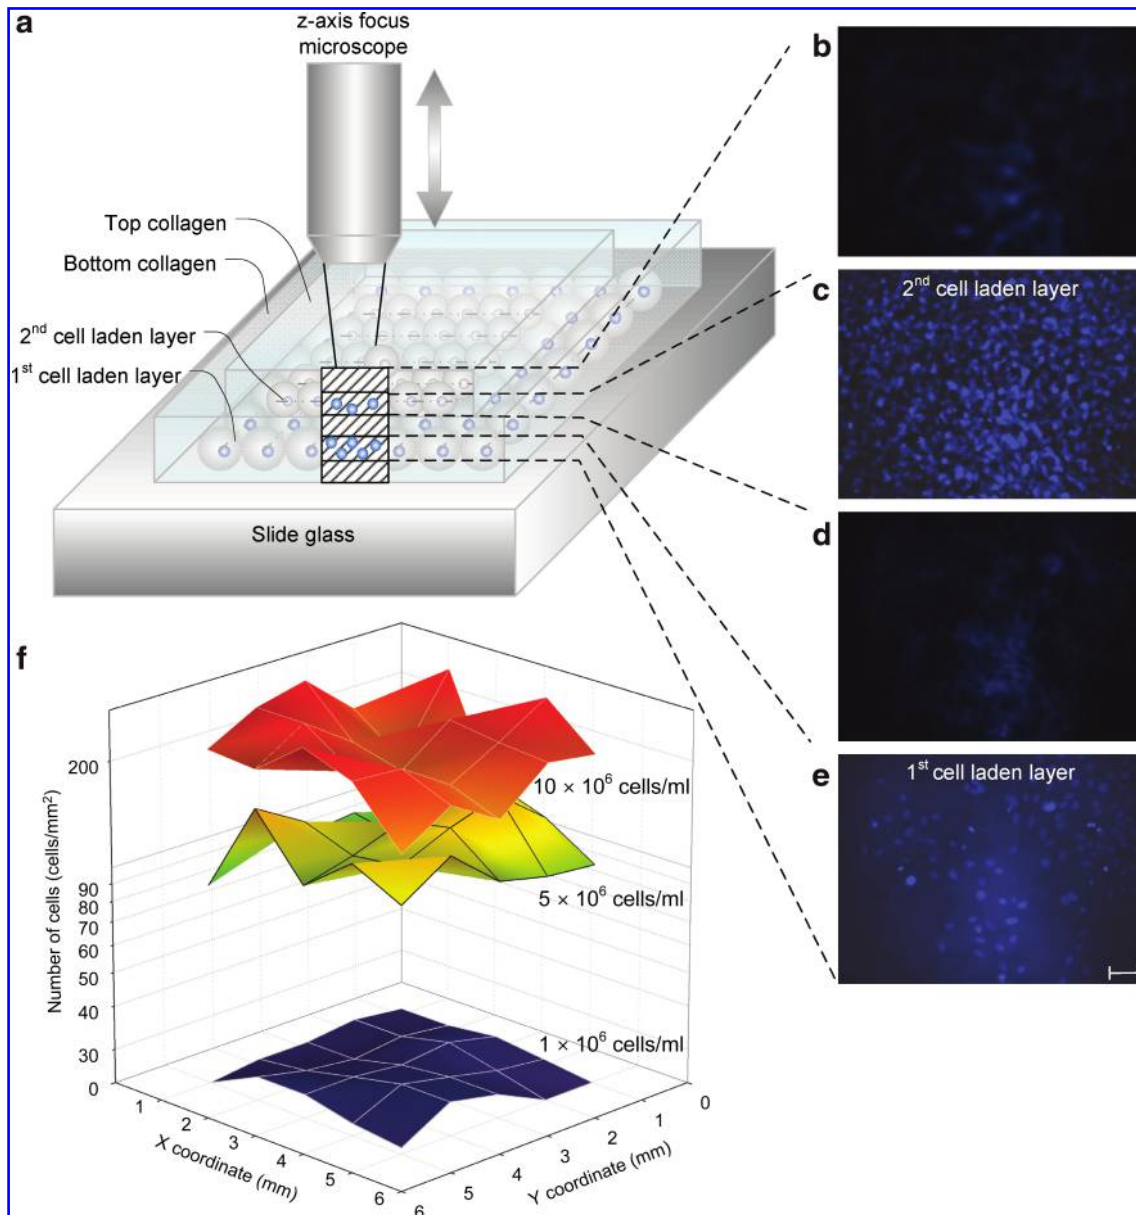 a
z-axis focus
microscope
Top collagen
Bottom collagen
2nd cell laden layer
1st cell laden layer
Slide glass
b
c
2nd cell laden layer
d
e
1st cell laden layer
f
Number of cells (cells/mm²)
200
90
80
70
60
50
40
30
0
10 × 10⁶ cells/ml
5 × 10⁶ cells/ml
1 × 10⁶ cells/ml
1
2
3
4
5
6
X coordinate (mm)
6
5
4
3
2
1
0
Y coordinate (mm)